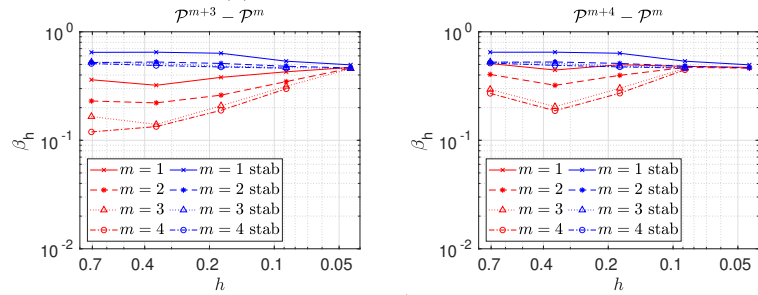 𝒫^{m+3} − 𝒫^m
10^0
10^{-1}
10^{-2}
β_h
m = 1
m = 1 stab
m = 2
m = 2 stab
m = 3
m = 3 stab
m = 4
m = 4 stab
0.7 0.4 0.2 0.1 0.05
h
𝒫^{m+4} − 𝒫^m
10^0
10^{-1}
10^{-2}
β_h
m = 1
m = 1 stab
m = 2
m = 2 stab
m = 3
m = 3 stab
m = 4
m = 4 stab
0.7 0.4 0.2 0.1 0.05
h